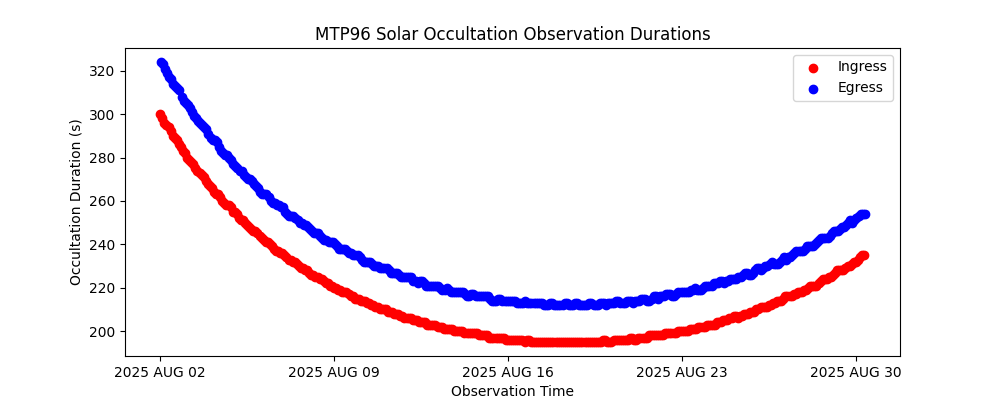 MTP96 Solar Occultation Observation Durations
Ingress
Egress
Occultation Duration (s)
320
300
280
260
240
220
200
2025 AUG 02 2025 AUG 09 2025 AUG 16 2025 AUG 23 2025 AUG 30
Observation Time